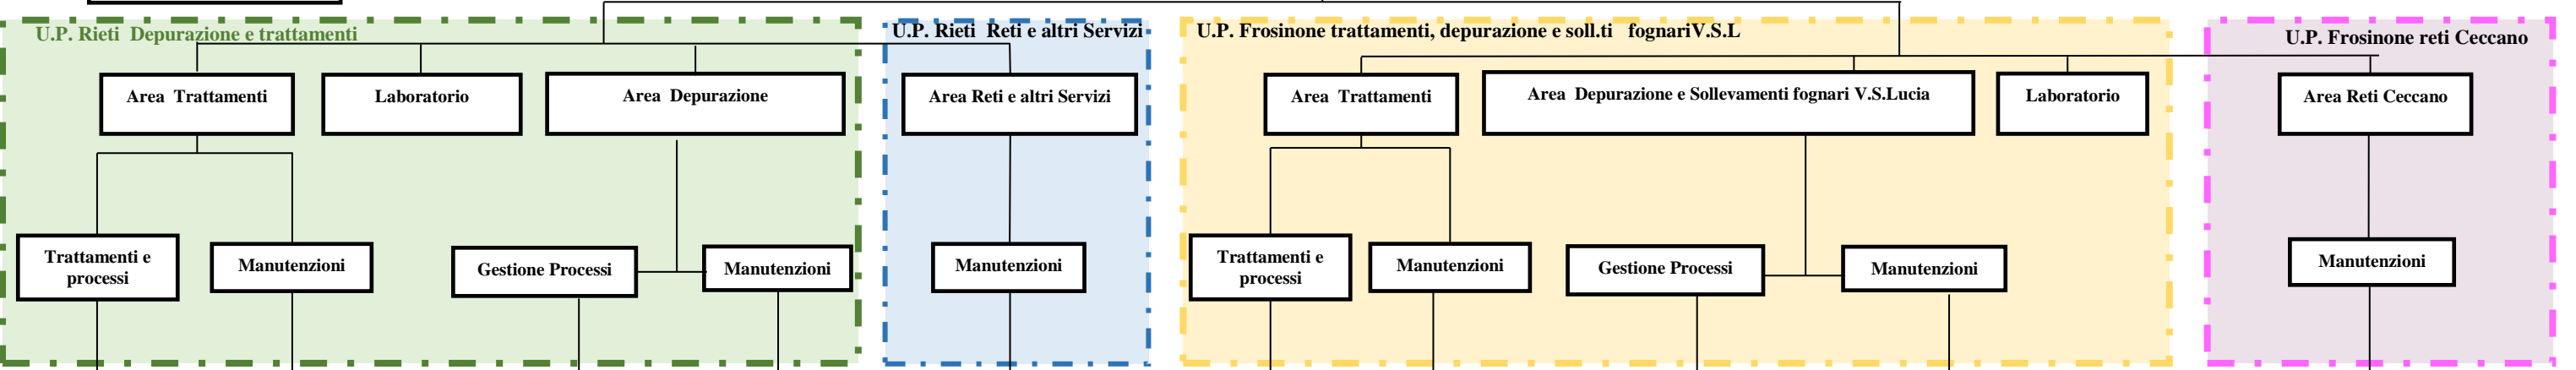 U.P. Rieti  Depurazione e trattamenti
U.P. Rieti  Reti e altri Servizi
U.P. Frosinone trattamenti, depurazione e soll.ti  fognariV.S.L
U.P. Frosinone reti Ceccano
Area  Trattamenti
Laboratorio
Area  Depurazione
Area Reti e altri Servizi
Area  Trattamenti
Area  Depurazione e Sollevamenti fognari V.S.Lucia
Laboratorio
Area Reti Ceccano
Trattamenti e
processi
Manutenzioni
Gestione Processi
Manutenzioni
Manutenzioni
Trattamenti e
processi
Manutenzioni
Gestione Processi
Manutenzioni
Manutenzioni